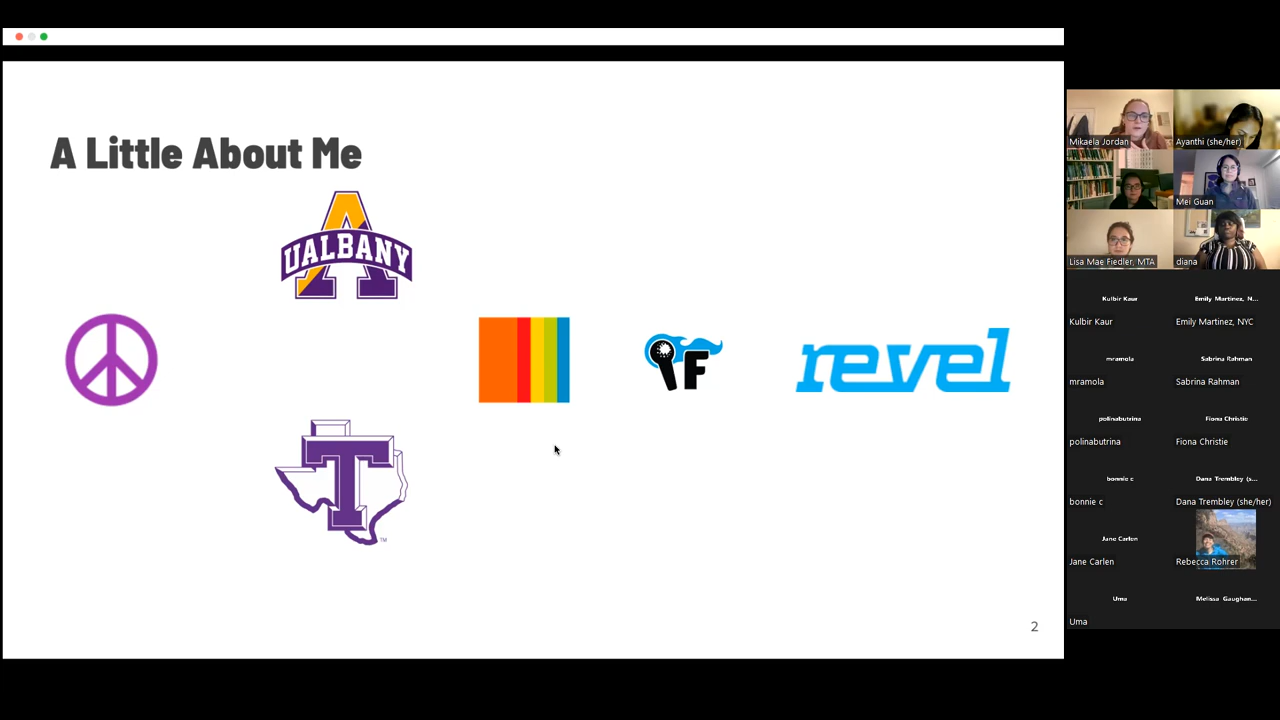 A Little About Me
UALBANY
A
T
TM
F
revel
2
Mikaela Jordan
Ayanthi (she/her)
Mei Guan
Lisa Mae Fiedler, MTA
diana
Kulbir Kaur
Emily Martinez, N...
Kulbir Kaur
Emily Martinez, NYC
mramola
Sabrina Rahman
mramola
Sabrina Rahman
polinabutrina
Fiona Christie
polinabutrina
Fiona Christie
bonnie c
Dana Trembley (s...
bonnie c
Dana Trembley (she/her)
Jane Carlen
Jane Carlen
Rebecca Rohrer
Uma
Melissa Gaughan...
Uma